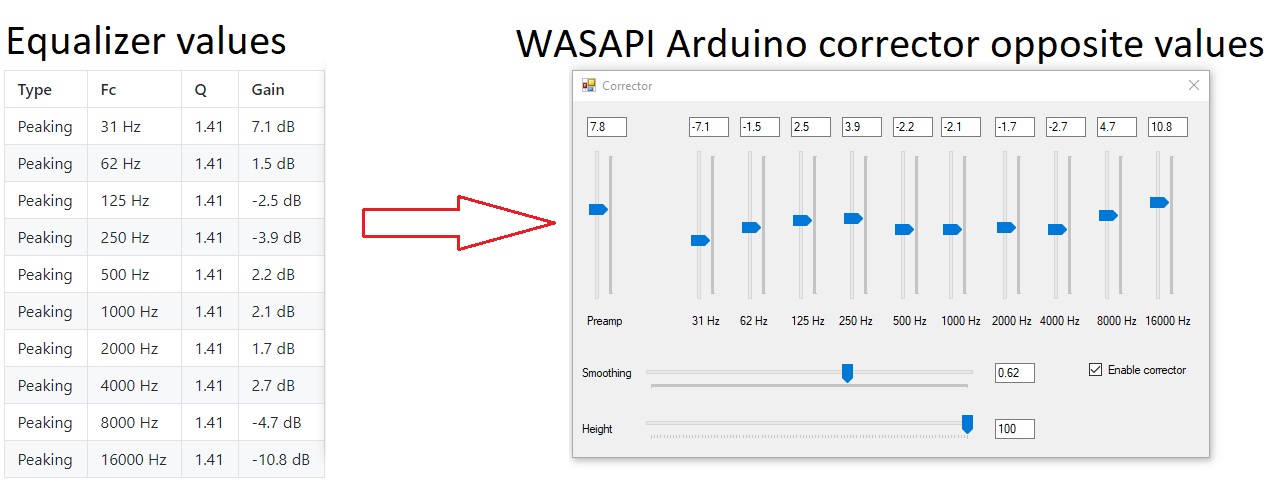 Equalizer values
WASAPI Arduino corrector opposite values
Type Fc Q Gain
Peaking 31 Hz 1.41 7.1 dB
Peaking 62 Hz 1.41 1.5 dB
Peaking 125 Hz 1.41 -2.5 dB
Peaking 250 Hz 1.41 -3.9 dB
Peaking 500 Hz 1.41 2.2 dB
Peaking 1000 Hz 1.41 2.1 dB
Peaking 2000 Hz 1.41 1.7 dB
Peaking 4000 Hz 1.41 2.7 dB
Peaking 8000 Hz 1.41 -4.7 dB
Peaking 16000 Hz 1.41 -10.8 dB
Corrector
7.8 -7.1 -1.5 2.5 3.9 -2.2 -2.1 -1.7 -2.7 4.7 10.8
Preamp 31 Hz 62 Hz 125 Hz 250 Hz 500 Hz 1000 Hz 2000 Hz 4000 Hz 8000 Hz 16000 Hz
Smoothing 0.62 Enable corrector
Height 100